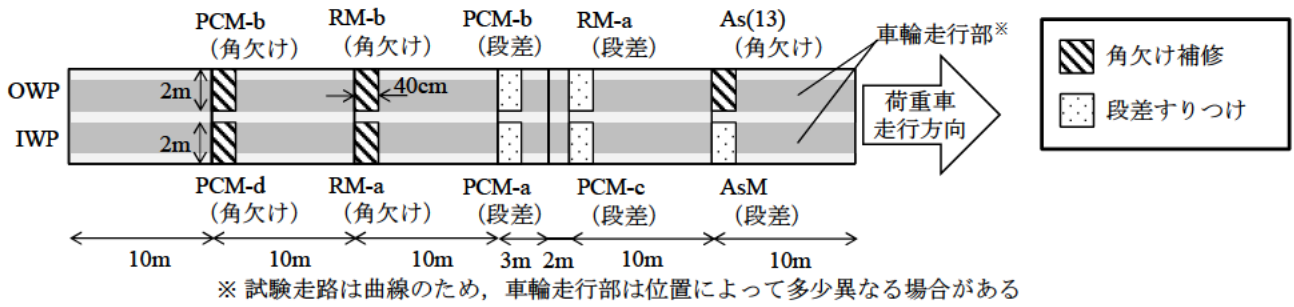 PCM-b RM-b PCM-b RM-a As(13)
(角欠け) (角欠け) (段差) (段差) (角欠け)
車輪走行部※
角欠け補修
OWP 2m 40cm
荷重車
走行方向
段差すりつけ
IWP 2m
PCM-d RM-a PCM-a PCM-c AsM
(角欠け) (角欠け) (段差) (段差) (段差)
10m 10m 10m 3m 2m 10m 10m
※ 試験走路は曲線のため,車輪走行部は位置によって多少異なる場合がある